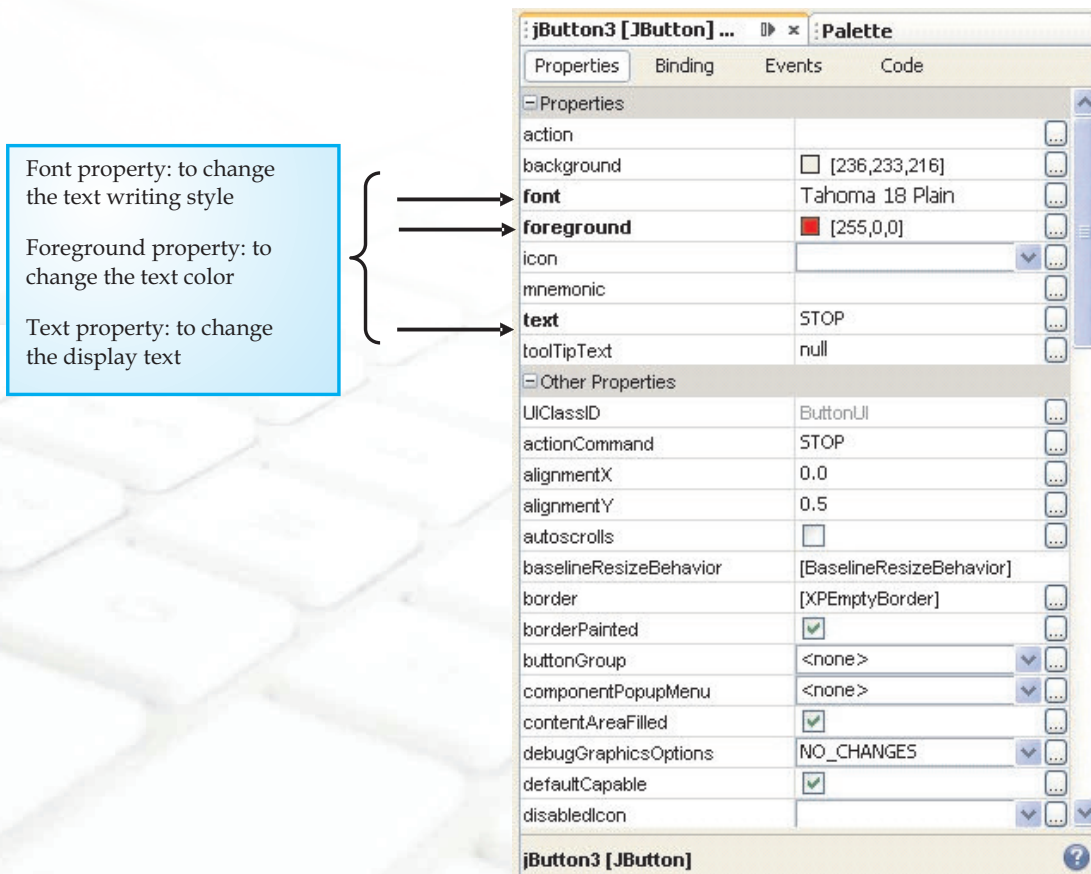 jButton3 [JButton] ...
Palette
Properties Binding Events Code
Properties
action
background [236,233,216]
font Tahoma 18 Plain
foreground [255,0,0]
icon
mnemonic
text STOP
toolTipText null
Other Properties
UIClassID ButtonUI
actionCommand STOP
alignmentX 0.0
alignmentY 0.5
autoscrolls
baselineResizeBehavior [BaselineResizeBehavior]
border [XPEmptyBorder]
borderPainted
buttonGroup <none>
componentPopupMenu <none>
contentAreaFilled
debugGraphicsOptions NO_CHANGES
defaultCapable
disabledIcon
jButton3 [JButton]
Font property: to change
the text writing style
Foreground property: to
change the text color
Text property: to change
the display text